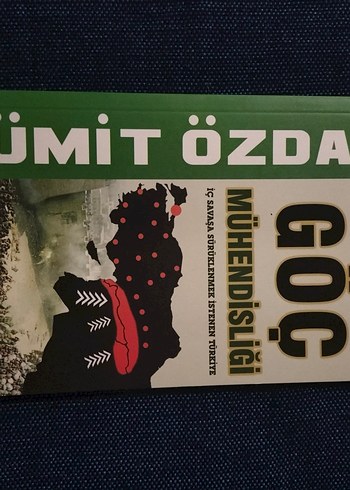 ÜMİT ÖZDA
GÖÇ
MÜHENDİSLİĞİ
İÇ SAVAŞA SÜRÜKLENMEK İSTENEN TÜRKİYE